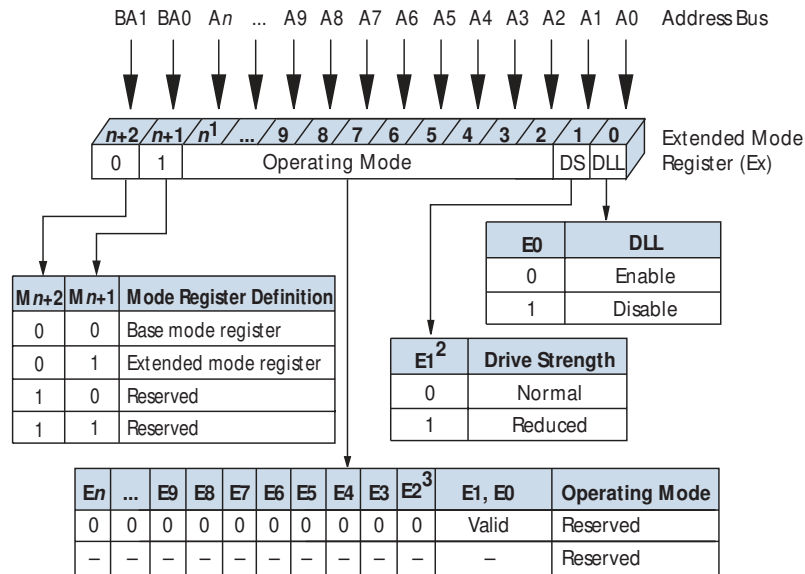 BA1 BA0 An ... A9 A8 A7 A6 A5 A4 A3 A2 A1 A0 Address Bus
n+2 n+1 n1 ... 9 8 7 6 5 4 3 2 1 0 Extended Mode
0 1 Operating Mode DS DLL Register (Ex)
E0 DLL
0 Enable
1 Disable
Mn+2 Mn+1 Mode Register Definition
0 0 Base mode register
0 1 Extended mode register
1 0 Reserved
1 1 Reserved
E1 2 Drive Strength
0 Normal
1 Reduced
En ... E9 E8 E7 E6 E5 E4 E3 E2 3 E1, E0 Operating Mode
0 0 0 0 0 0 0 0 0 0 Valid Reserved
– – – – – – – – – – – Reserved